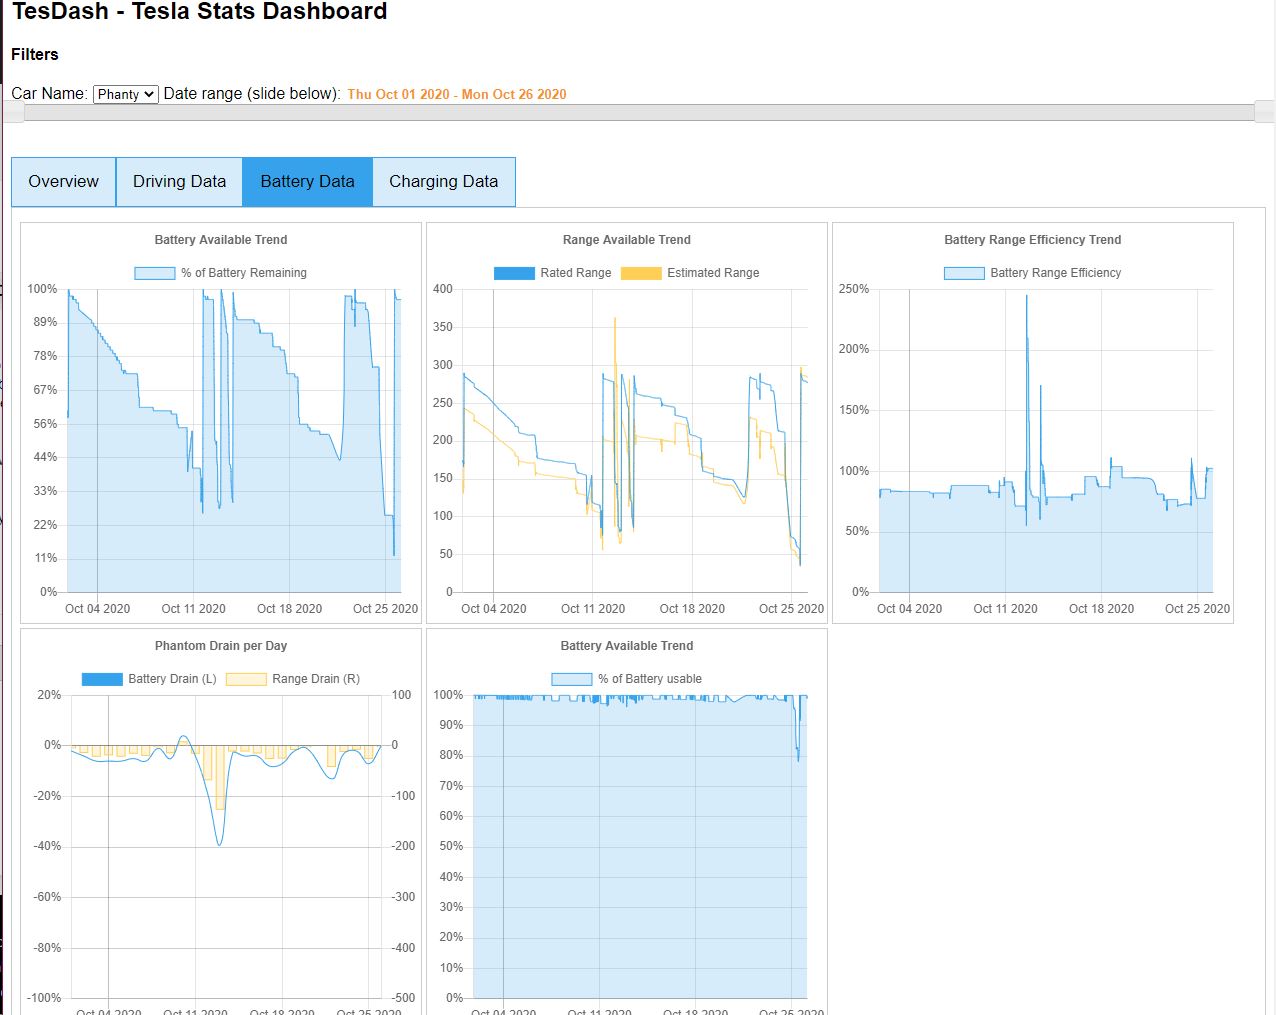 TesDash - Tesla Stats Dashboard
Filters
Car Name: Phanty Date range (slide below): Thu Oct 01 2020 - Mon Oct 26 2020
Overview Driving Data Battery Data Charging Data
Battery Available Trend
% of Battery Remaining
100%
89%
78%
67%
56%
44%
33%
22%
11%
0%
Oct 04 2020 Oct 11 2020 Oct 18 2020 Oct 25 2020
Range Available Trend
Rated Range Estimated Range
400
350
300
250
200
150
100
50
0
Oct 04 2020 Oct 11 2020 Oct 18 2020 Oct 25 2020
Battery Range Efficiency Trend
Battery Range Efficiency
250%
200%
150%
100%
50%
0%
Oct 04 2020 Oct 11 2020 Oct 18 2020 Oct 25 2020
Phantom Drain per Day
Battery Drain (L) Range Drain (R)
20% 100
0% 0
-20% -100
-40% -200
-60% -300
-80% -400
-100% -500
Oct 04 2020 Oct 11 2020 Oct 18 2020 Oct 25 2020
Battery Available Trend
% of Battery usable
100%
90%
80%
70%
60%
50%
40%
30%
20%
10%
0%
Oct 04 2020 Oct 11 2020 Oct 18 2020 Oct 25 2020